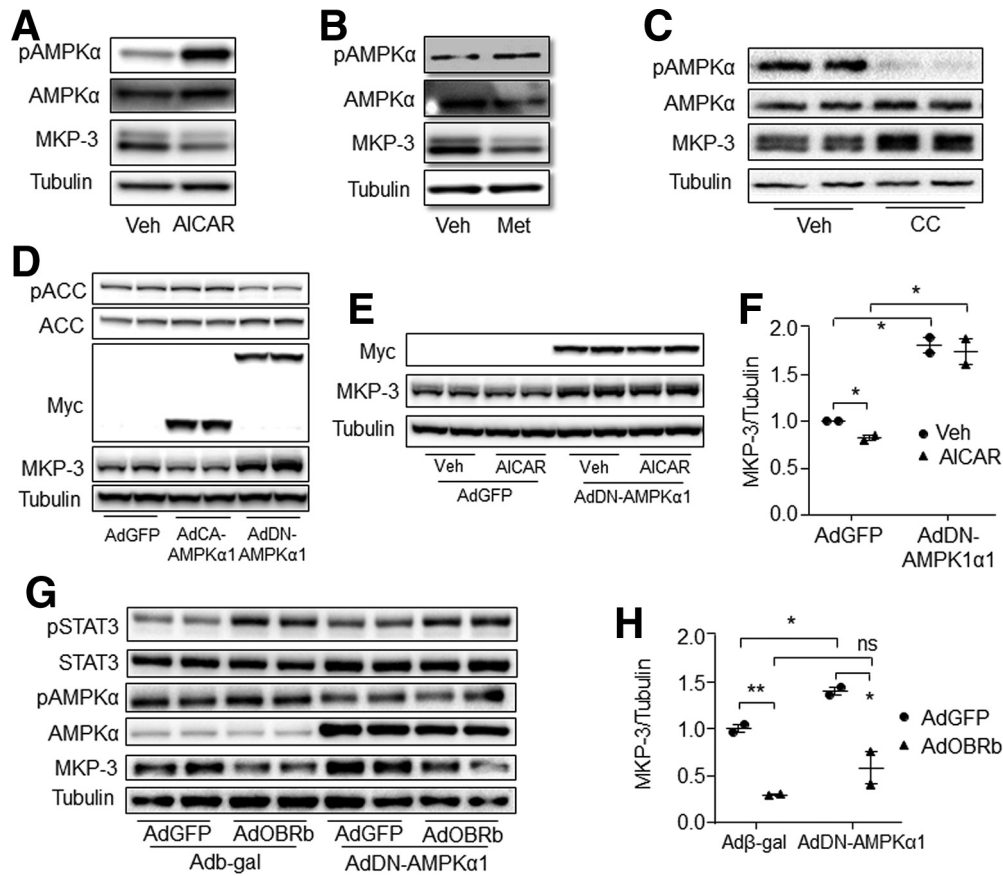 A
pAMPKα
AMPKα
MKP-3
Tubulin
Veh AICAR
B
pAMPKα
AMPKα
MKP-3
Tubulin
Veh Met
C
pAMPKα
AMPKα
MKP-3
Tubulin
Veh CC
D
pACC
ACC
Myc
MKP-3
Tubulin
AdGFP AdCA- AdDN-
AMPKα1 AMPKα1
E
Myc
MKP-3
Tubulin
Veh AICAR Veh AICAR
AdGFP AdDN-AMPKα1
F
MKP-3/Tubulin
2.0
1.5
1.0
0.5
0.0
*
*
*
Veh
AICAR
AdGFP AdDN-
AMPK1α1
G
pSTAT3
STAT3
pAMPKα
AMPKα
MKP-3
Tubulin
AdGFP AdOBRb AdGFP AdOBRb
Adb-gal AdDN-AMPKα1
H
MKP-3/Tubulin
2.0
1.5
1.0
0.5
0.0
*
ns
**
*
AdGFP
AdOBRb
Adβ-gal AdDN-AMPKα1